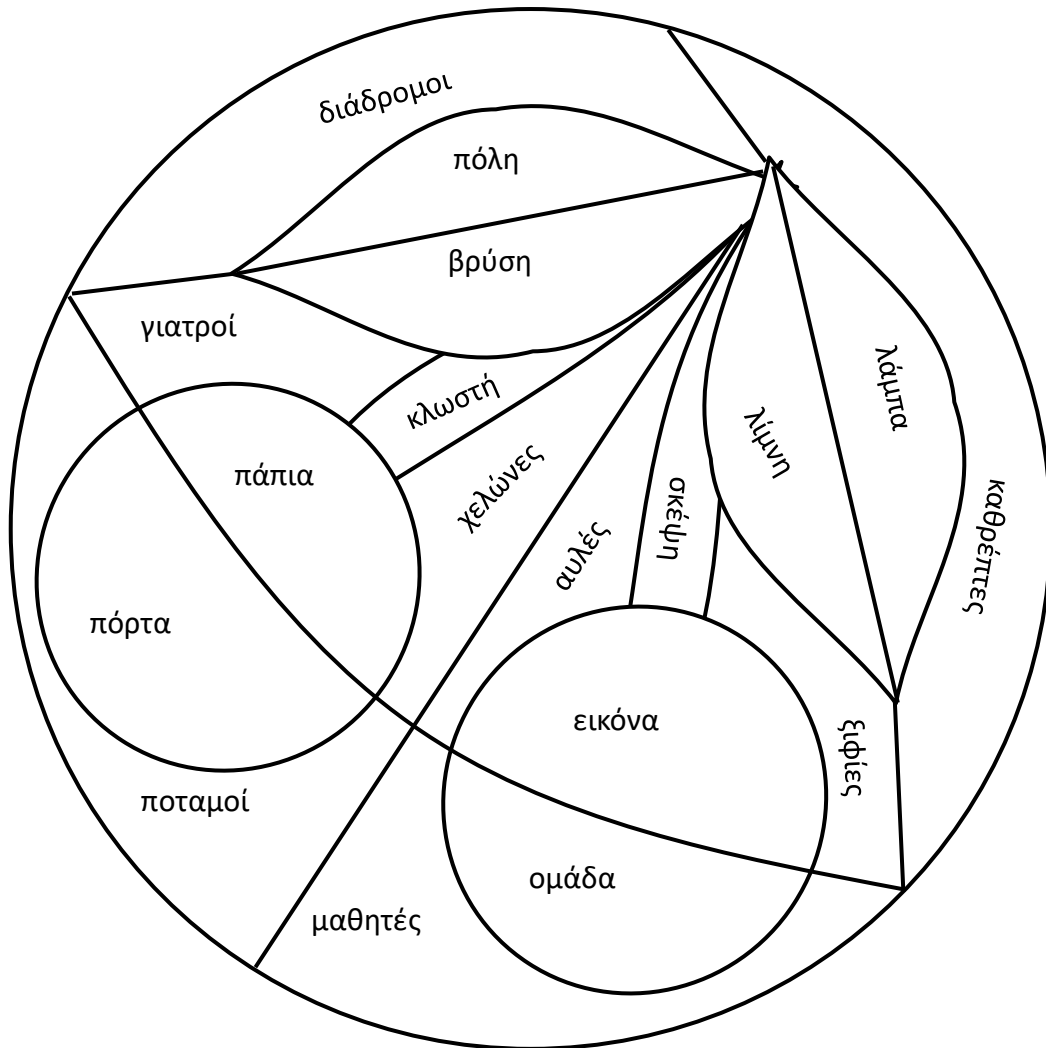 διάδρομοι
πόλη
βρύση
γιατροί
κλωστή
λάμπα
λίμνη
χελώνες
πάπια
σκέψη
καθρέπτες
αυλές
πόρτα
εικόνα
ξιφίες
ποταμοί
ομάδα
μαθητές